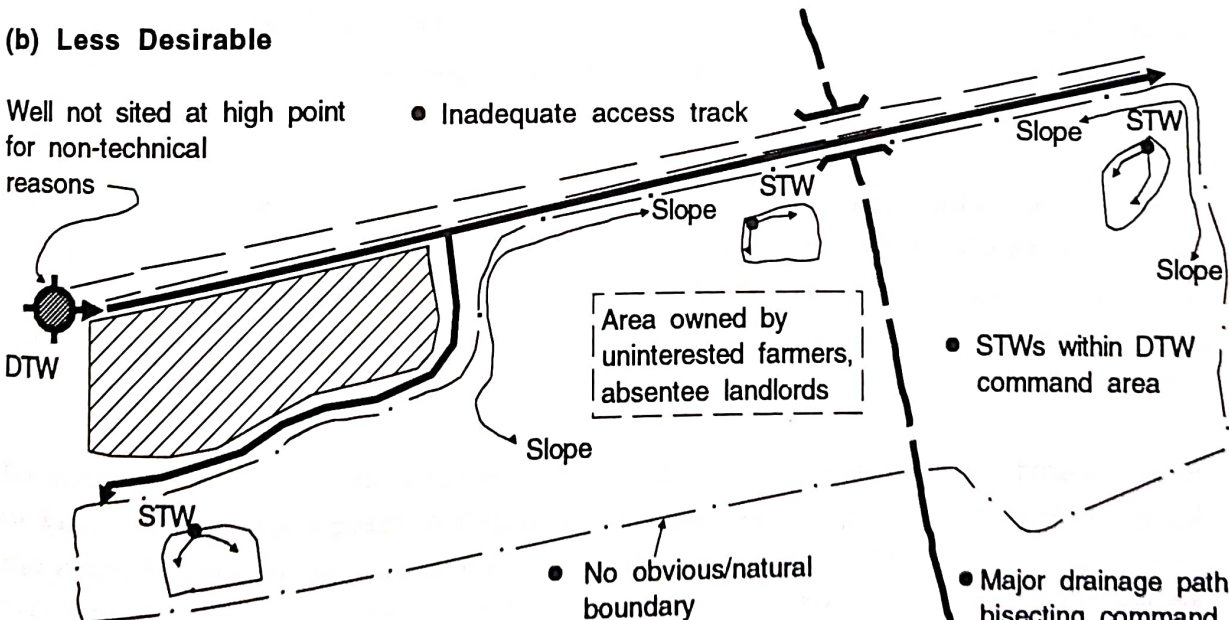 (b) Less Desirable
Well not sited at high point
for non-technical
reasons
Inadequate access track
Slope
STW
STW
Slope
Slope
DTW
Area owned by
uninterested farmers,
absentee landlords
STWs within DTW
command area
Slope
STW
No obvious/natural
boundary
Major drainage path
bisecting command